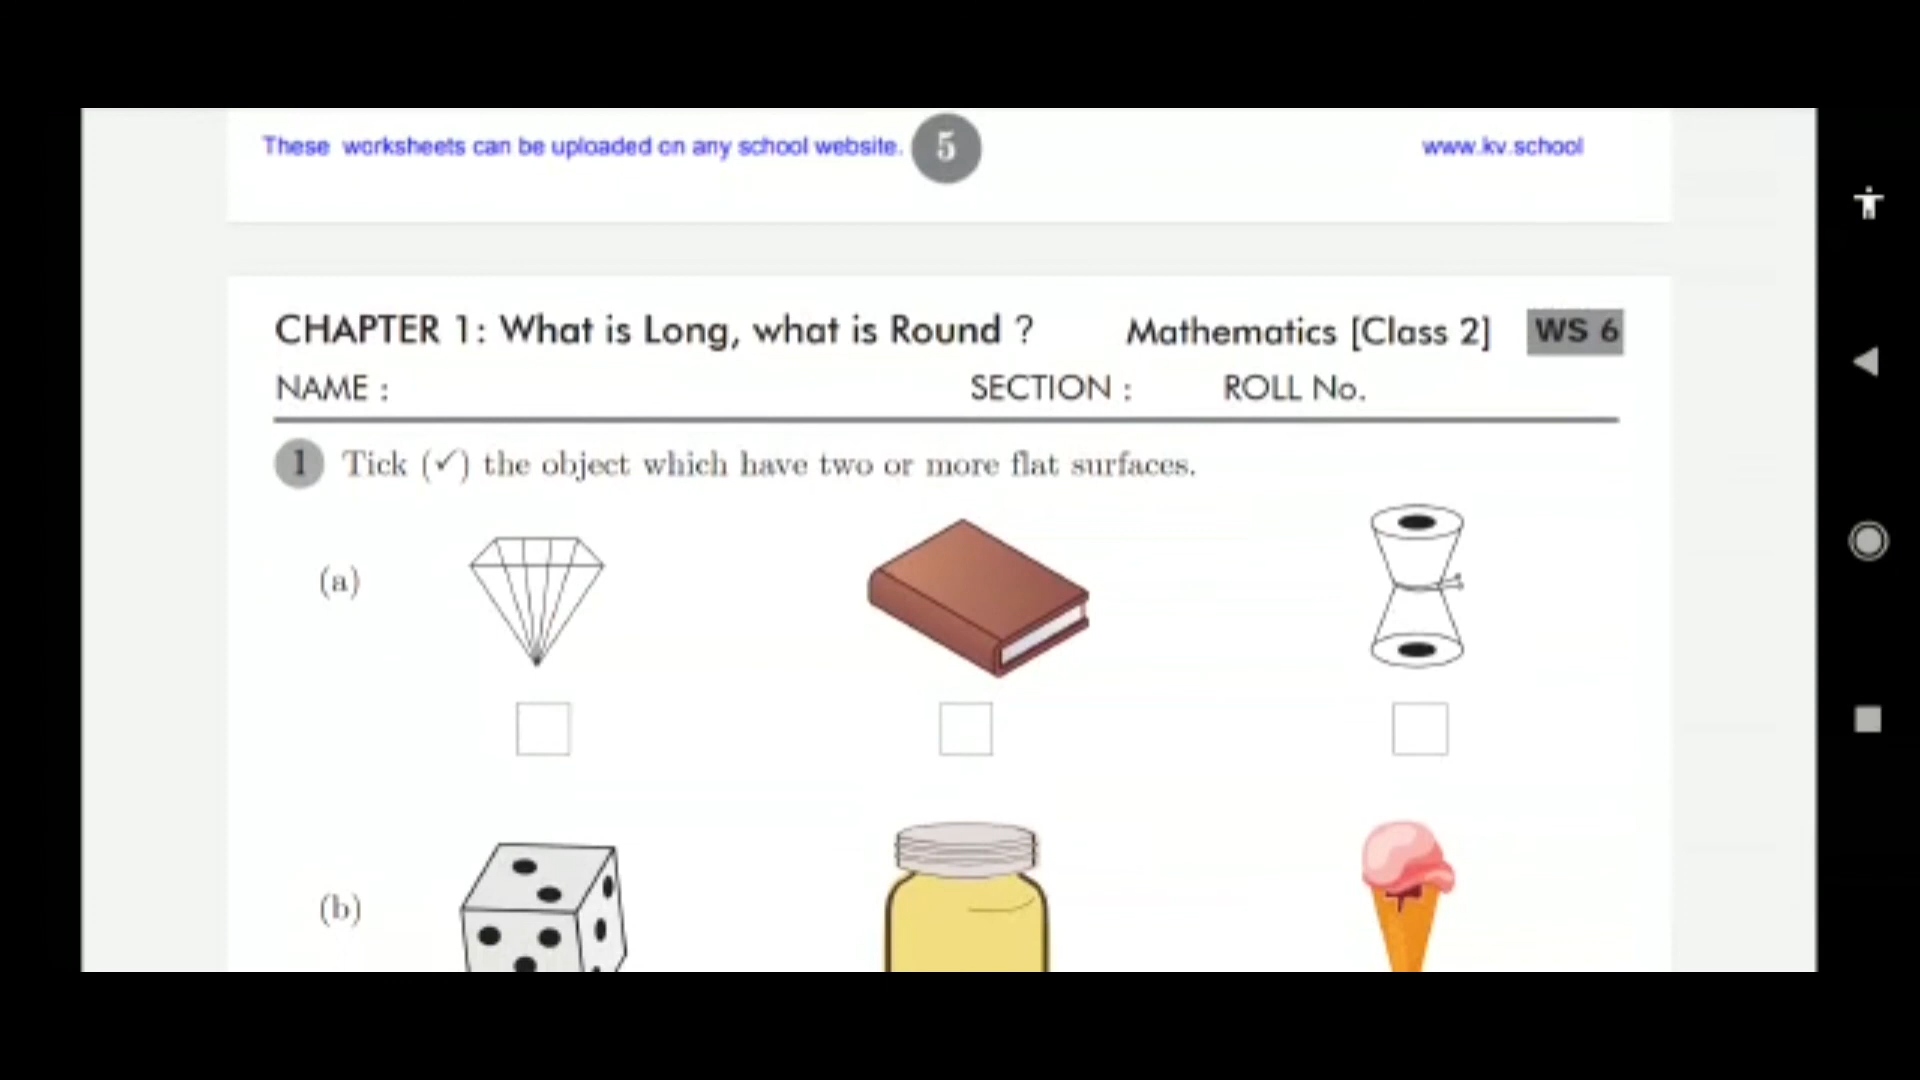 These worksheets can be uploaded on any school website. 5 www.kv.school
CHAPTER 1: What is Long, what is Round ? Mathematics [Class 2] WS 6
NAME : SECTION : ROLL No.
1 Tick (✓) the object which have two or more flat surfaces.
(a)
(b)